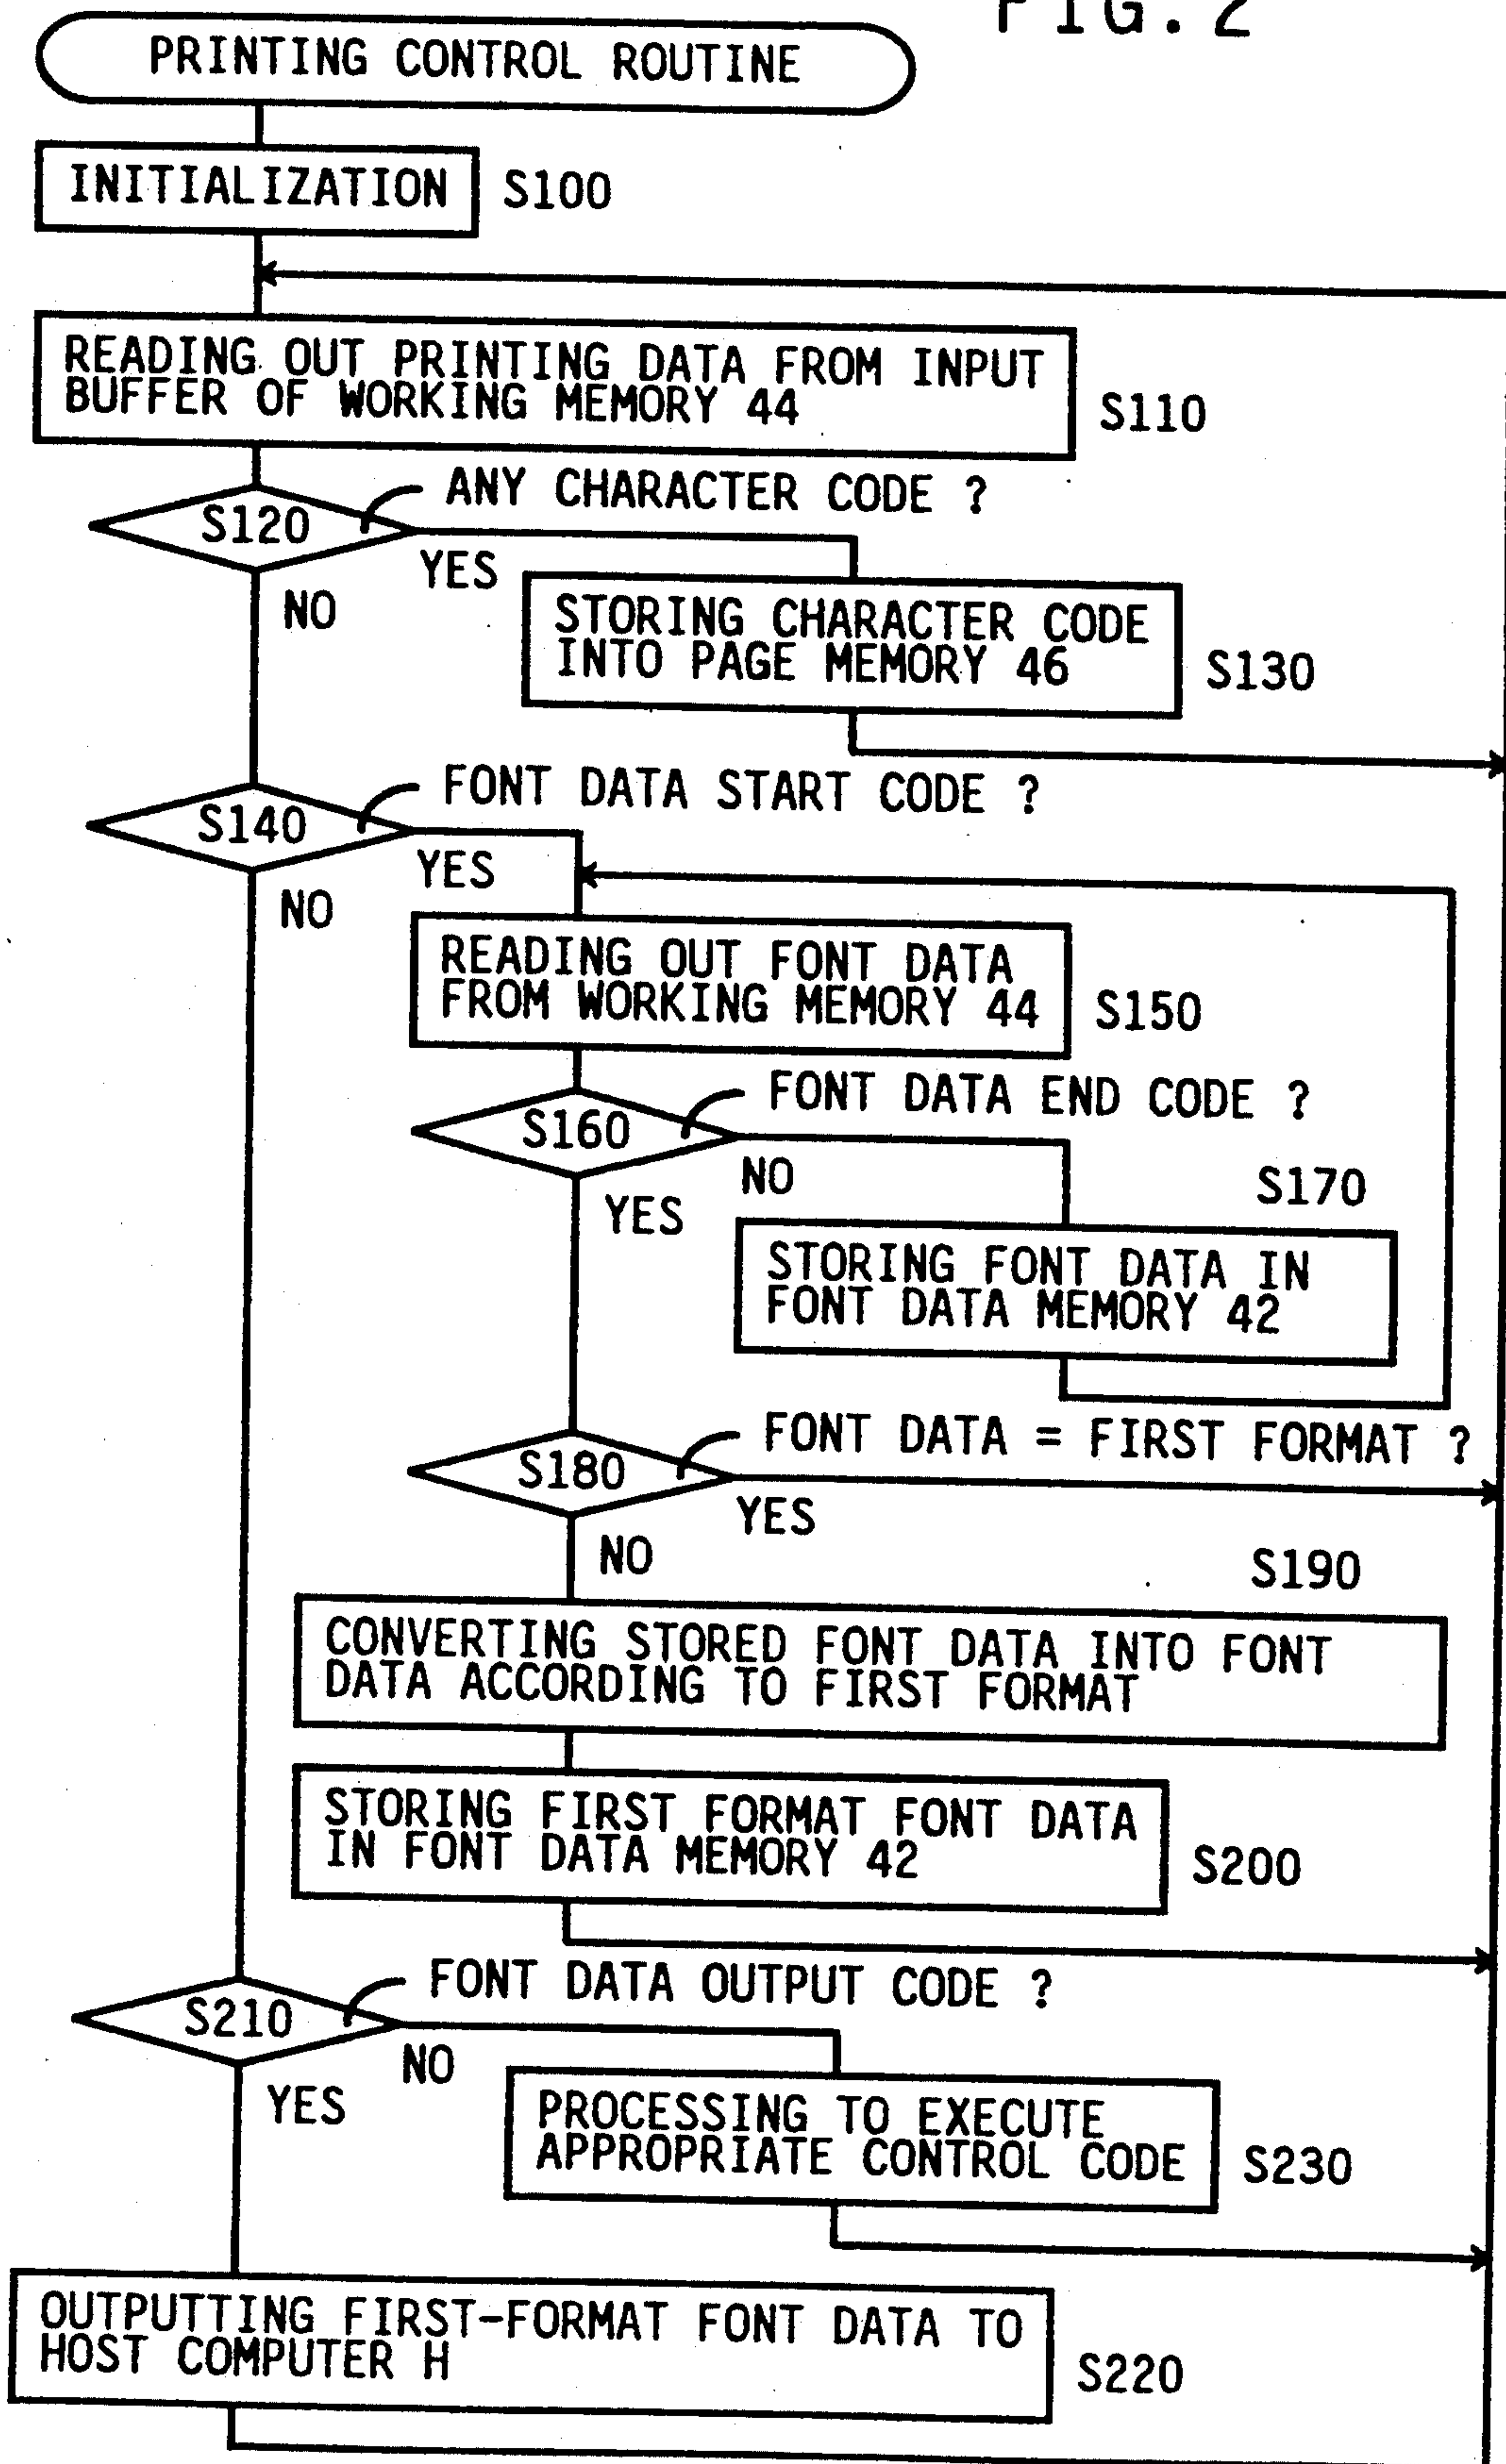 FIG. 2
PRINTING CONTROL ROUTINE
INITIALIZATION
S100
READING OUT PRINTING DATA FROM INPUT
BUFFER OF WORKING MEMORY 44
S110
ANY CHARACTER CODE ?
S120
YES
NO
STORING CHARACTER CODE
INTO PAGE MEMORY 46
S130
FONT DATA START CODE ?
S140
YES
NO
READING OUT FONT DATA
FROM WORKING MEMORY 44
S150
FONT DATA END CODE ?
S160
NO
YES
S170
STORING FONT DATA IN
FONT DATA MEMORY 42
FONT DATA = FIRST FORMAT ?
S180
YES
NO
S190
CONVERTING STORED FONT DATA INTO FONT
DATA ACCORDING TO FIRST FORMAT
STORING FIRST FORMAT FONT DATA
IN FONT DATA MEMORY 42
S200
FONT DATA OUTPUT CODE ?
S210
NO
YES
PROCESSING TO EXECUTE
APPROPRIATE CONTROL CODE
S230
OUTPUTTING FIRST-FORMAT FONT DATA TO
HOST COMPUTER H
S220